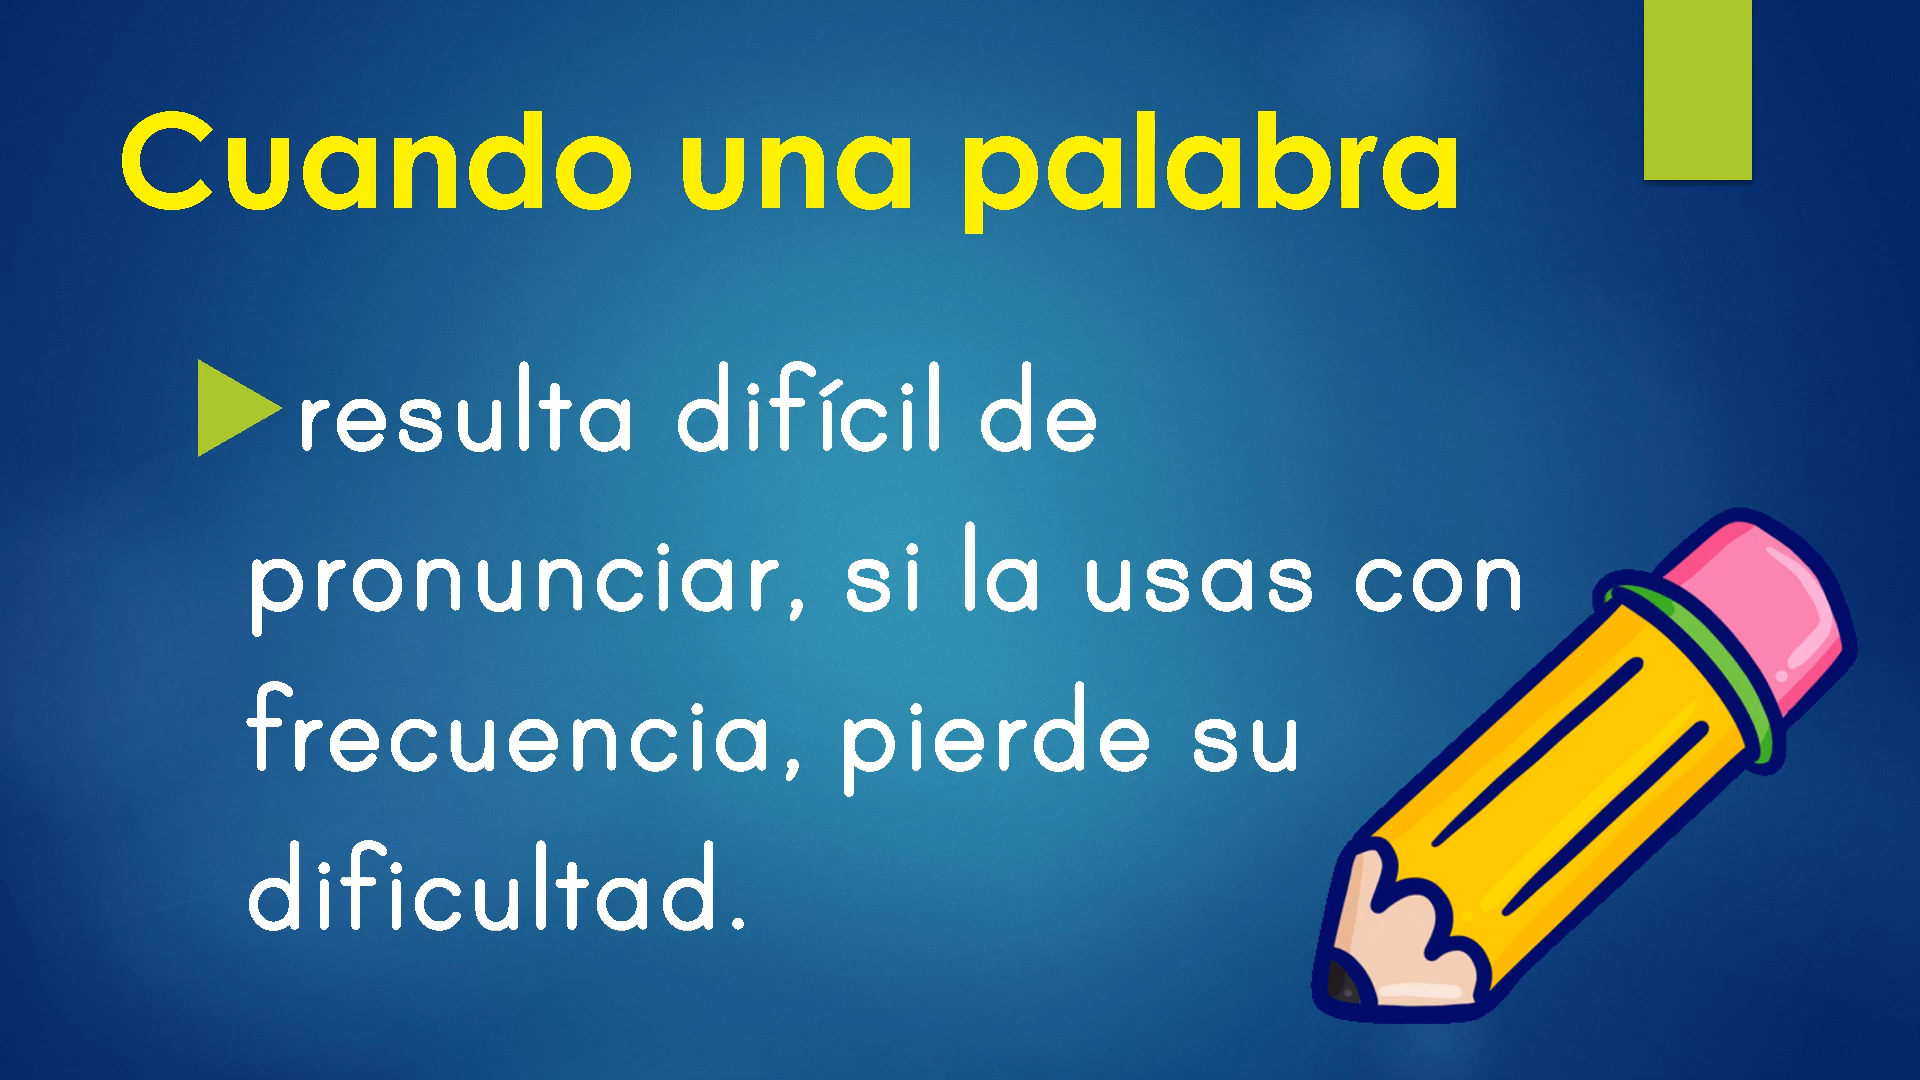 Cuando una palabra
resulta difícil de
pronunciar, si la usas con
frecuencia, pierde su
dificultad.